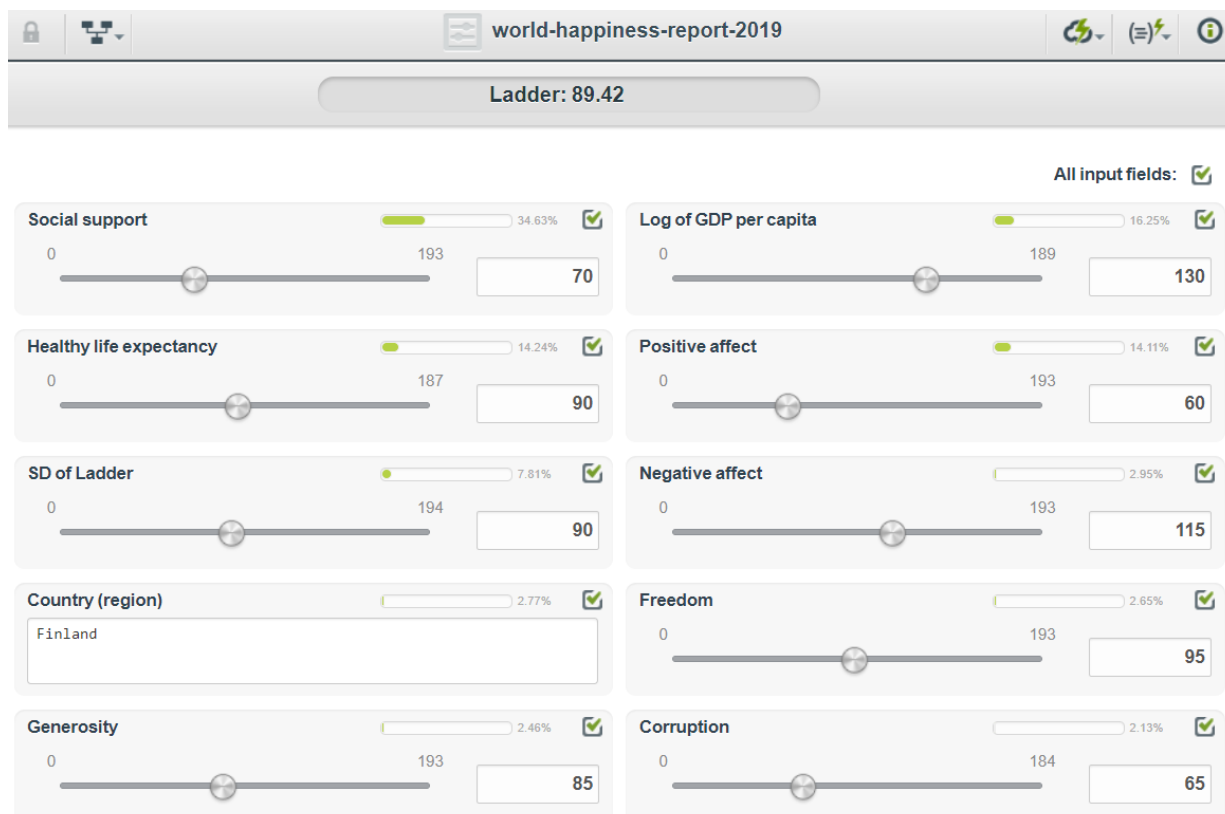 world-happiness-report-2019
(=)
Ladder: 89.42
All input fields:
Social support 34.63%
0 193
70
Log of GDP per capita 16.25%
0 189
130
Healthy life expectancy 14.24%
0 187
90
Positive affect 14.11%
0 193
60
SD of Ladder 7.81%
0 194
90
Negative affect 2.95%
0 193
115
Country (region) 2.77%
Finland
Freedom 2.65%
0 193
95
Generosity 2.46%
0 193
85
Corruption 2.13%
0 184
65